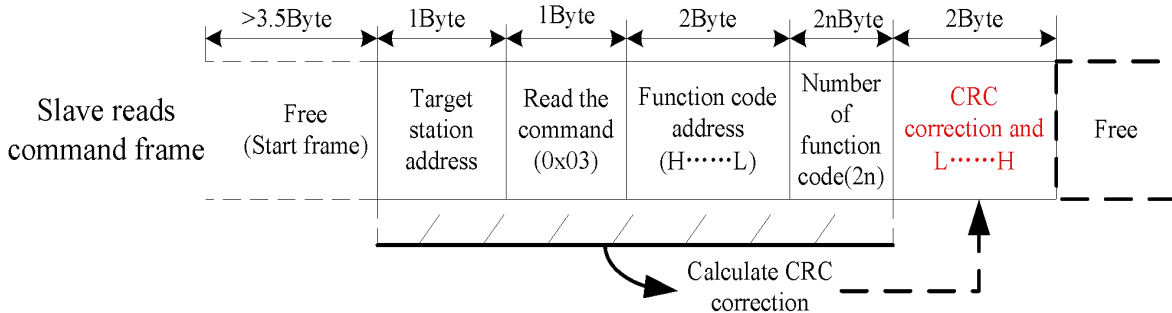 >3.5Byte
1Byte
1Byte
2Byte
2nByte
2Byte
Slave reads
command frame
Free
(Start frame)
Target
station
address
Read the
command
(0x03)
Function code
address
(H⋯⋯L)
Number
of
function
code(2n)
CRC
correction and
L⋯⋯H
Free
Calculate CRC
correction